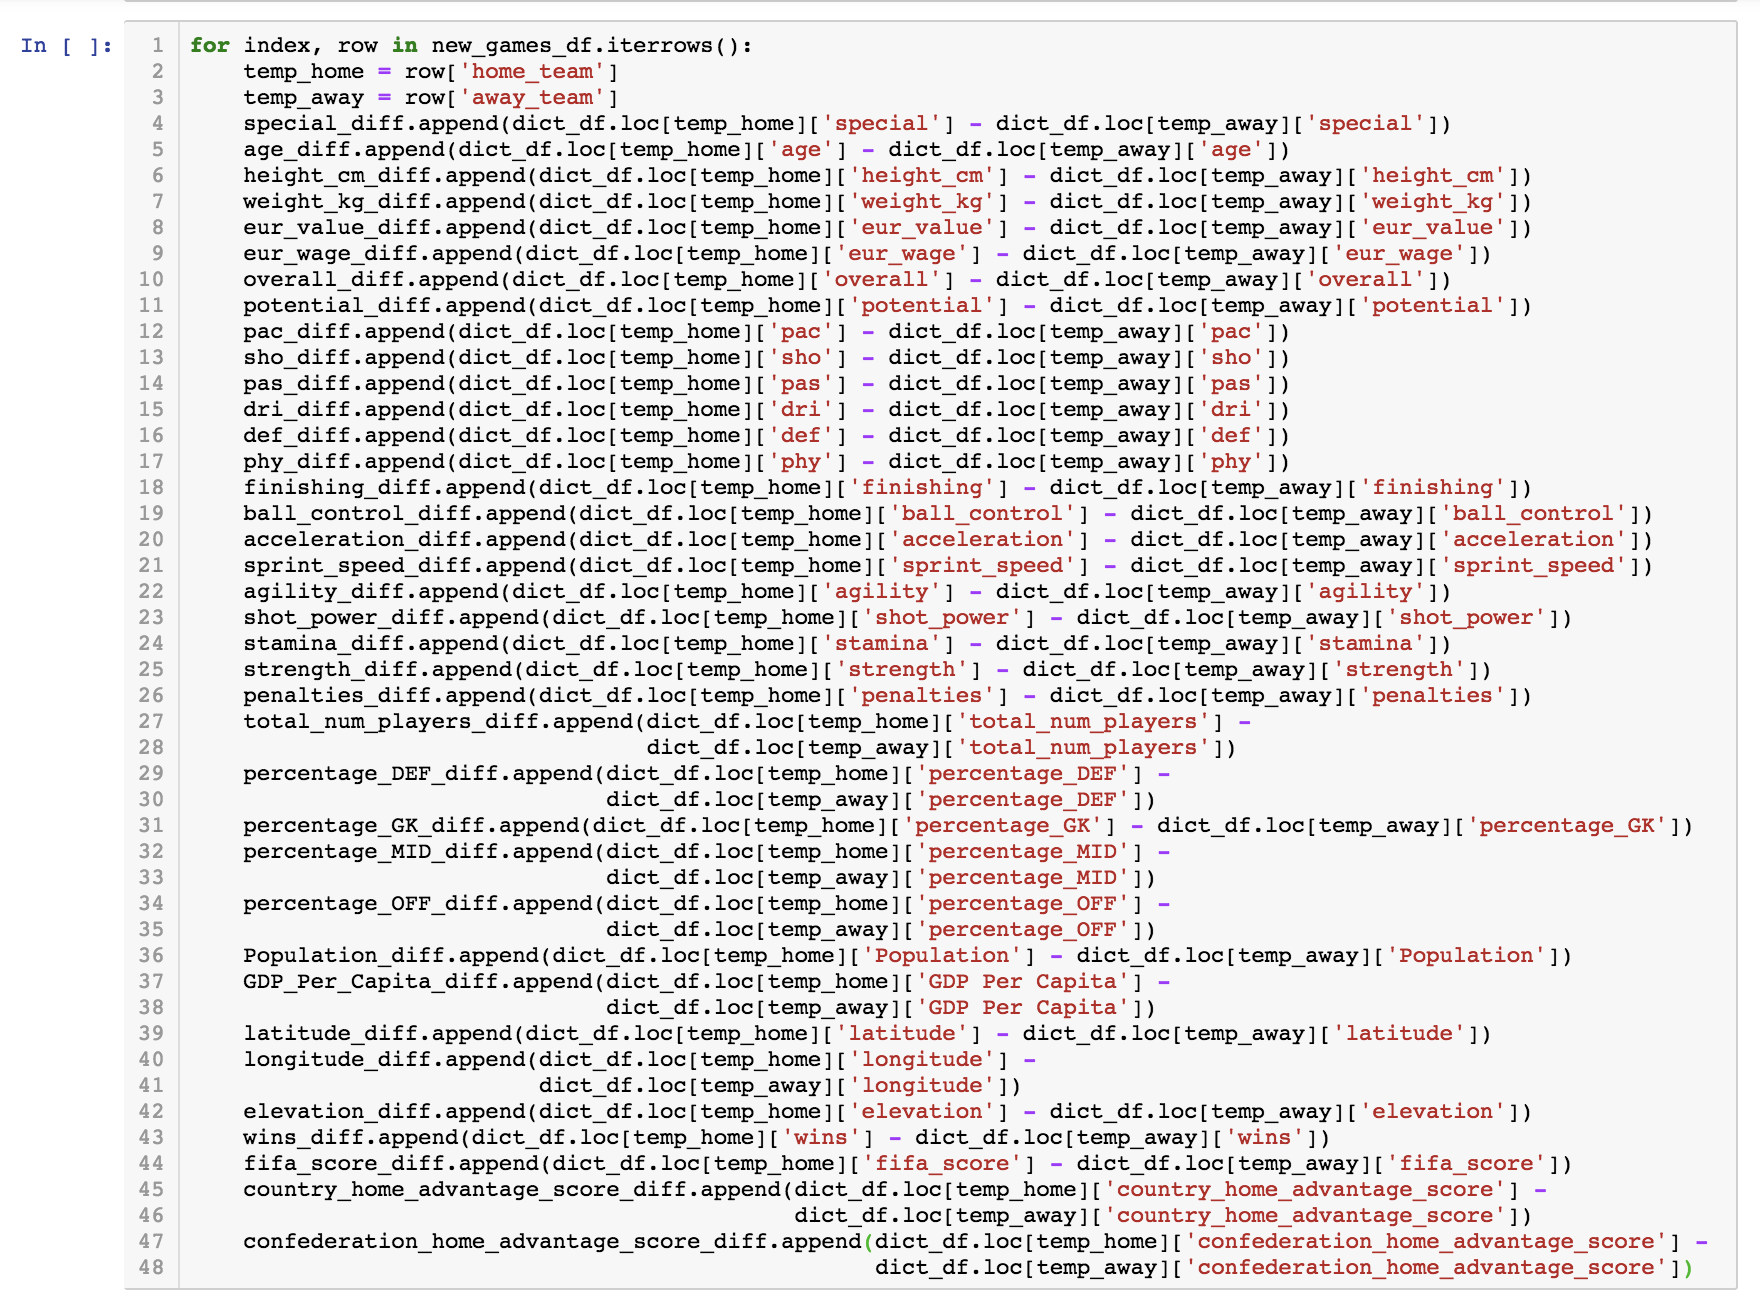 In [ ]:
1 for index, row in new_games_df.iterrows():
2     temp_home = row['home_team']
3     temp_away = row['away_team']
4     special_diff.append(dict_df.loc[temp_home]['special'] - dict_df.loc[temp_away]['special'])
5     age_diff.append(dict_df.loc[temp_home]['age'] - dict_df.loc[temp_away]['age'])
6     height_cm_diff.append(dict_df.loc[temp_home]['height_cm'] - dict_df.loc[temp_away]['height_cm'])
7     weight_kg_diff.append(dict_df.loc[temp_home]['weight_kg'] - dict_df.loc[temp_away]['weight_kg'])
8     eur_value_diff.append(dict_df.loc[temp_home]['eur_value'] - dict_df.loc[temp_away]['eur_value'])
9     eur_wage_diff.append(dict_df.loc[temp_home]['eur_wage'] - dict_df.loc[temp_away]['eur_wage'])
10     overall_diff.append(dict_df.loc[temp_home]['overall'] - dict_df.loc[temp_away]['overall'])
11     potential_diff.append(dict_df.loc[temp_home]['potential'] - dict_df.loc[temp_away]['potential'])
12     pac_diff.append(dict_df.loc[temp_home]['pac'] - dict_df.loc[temp_away]['pac'])
13     sho_diff.append(dict_df.loc[temp_home]['sho'] - dict_df.loc[temp_away]['sho'])
14     pas_diff.append(dict_df.loc[temp_home]['pas'] - dict_df.loc[temp_away]['pas'])
15     dri_diff.append(dict_df.loc[temp_home]['dri'] - dict_df.loc[temp_away]['dri'])
16     def_diff.append(dict_df.loc[temp_home]['def'] - dict_df.loc[temp_away]['def'])
17     phy_diff.append(dict_df.loc[temp_home]['phy'] - dict_df.loc[temp_away]['phy'])
18     finishing_diff.append(dict_df.loc[temp_home]['finishing'] - dict_df.loc[temp_away]['finishing'])
19     ball_control_diff.append(dict_df.loc[temp_home]['ball_control'] - dict_df.loc[temp_away]['ball_control'])
20     acceleration_diff.append(dict_df.loc[temp_home]['acceleration'] - dict_df.loc[temp_away]['acceleration'])
21     sprint_speed_diff.append(dict_df.loc[temp_home]['sprint_speed'] - dict_df.loc[temp_away]['sprint_speed'])
22     agility_diff.append(dict_df.loc[temp_home]['agility'] - dict_df.loc[temp_away]['agility'])
23     shot_power_diff.append(dict_df.loc[temp_home]['shot_power'] - dict_df.loc[temp_away]['shot_power'])
24     stamina_diff.append(dict_df.loc[temp_home]['stamina'] - dict_df.loc[temp_away]['stamina'])
25     strength_diff.append(dict_df.loc[temp_home]['strength'] - dict_df.loc[temp_away]['strength'])
26     penalties_diff.append(dict_df.loc[temp_home]['penalties'] - dict_df.loc[temp_away]['penalties'])
27     total_num_players_diff.append(dict_df.loc[temp_home]['total_num_players'] -
28                                   dict_df.loc[temp_away]['total_num_players'])
29     percentage_DEF_diff.append(dict_df.loc[temp_home]['percentage_DEF'] -
30                                dict_df.loc[temp_away]['percentage_DEF'])
31     percentage_GK_diff.append(dict_df.loc[temp_home]['percentage_GK'] - dict_df.loc[temp_away]['percentage_GK'])
32     percentage_MID_diff.append(dict_df.loc[temp_home]['percentage_MID'] -
33                                dict_df.loc[temp_away]['percentage_MID'])
34     percentage_OFF_diff.append(dict_df.loc[temp_home]['percentage_OFF'] -
35                                dict_df.loc[temp_away]['percentage_OFF'])
36     Population_diff.append(dict_df.loc[temp_home]['Population'] - dict_df.loc[temp_away]['Population'])
37     GDP_Per_Capita_diff.append(dict_df.loc[temp_home]['GDP Per Capita'] -
38                                dict_df.loc[temp_away]['GDP Per Capita'])
39     latitude_diff.append(dict_df.loc[temp_home]['latitude'] - dict_df.loc[temp_away]['latitude'])
40     longitude_diff.append(dict_df.loc[temp_home]['longitude'] -
41                           dict_df.loc[temp_away]['longitude'])
42     elevation_diff.append(dict_df.loc[temp_home]['elevation'] - dict_df.loc[temp_away]['elevation'])
43     wins_diff.append(dict_df.loc[temp_home]['wins'] - dict_df.loc[temp_away]['wins'])
44     fifa_score_diff.append(dict_df.loc[temp_home]['fifa_score'] - dict_df.loc[temp_away]['fifa_score'])
45     country_home_advantage_score_diff.append(dict_df.loc[temp_home]['country_home_advantage_score'] -
46                                              dict_df.loc[temp_away]['country_home_advantage_score'])
47     confederation_home_advantage_score_diff.append(dict_df.loc[temp_home]['confederation_home_advantage_score'] -
48                                                    dict_df.loc[temp_away]['confederation_home_advantage_score'])